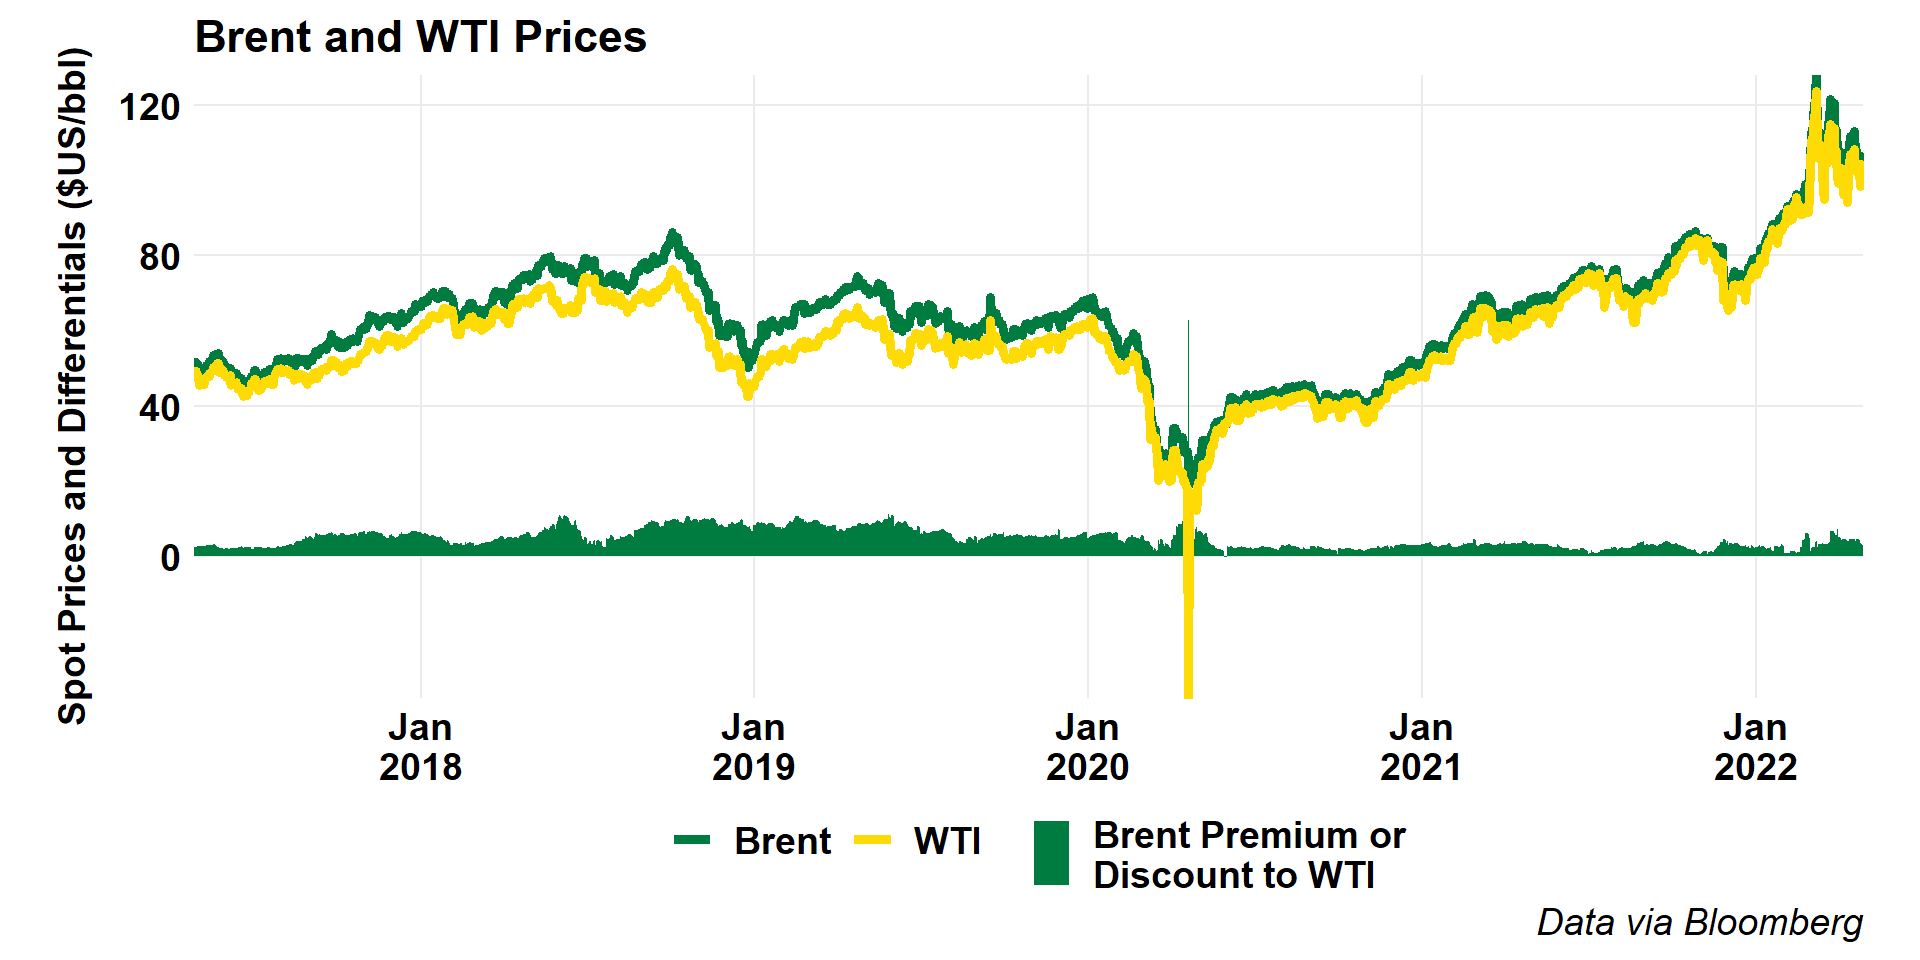 Brent and WTI Prices
Spot Prices and Differentials ($US/bbl)
120
80
40
0
Jan
2018
Jan
2019
Jan
2020
Jan
2021
Jan
2022
Brent
WTI
Brent Premium or
Discount to WTI
Data via Bloomberg